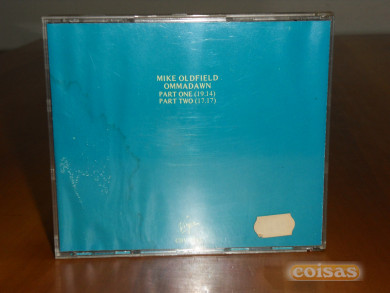 MIKE OLDFIELD
OMMADAWN
PART ONE (19.14)
PART TWO (17.17)
coisas